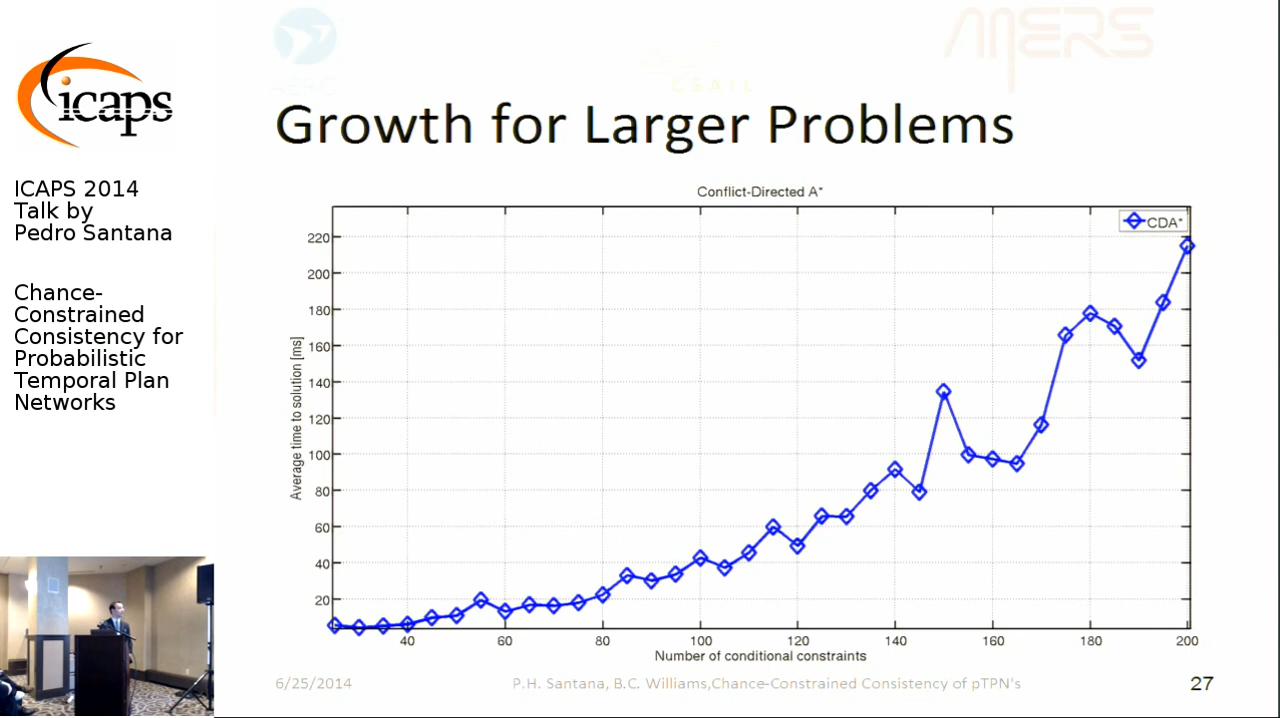 icaps
ICAPS 2014
Talk by
Pedro Santana
Chance-
Constrained
Consistency for
Probabilistic
Temporal Plan
Networks
MERS
CSAIL
Growth for Larger Problems
Conflict-Directed A*
CDA*
220
200
180
160
140
120
100
80
60
40
20
Average time to solution [ms]
40 60 80 100 120 140 160 180 200
Number of conditional constraints
6/25/2014 P.H. Santana, B.C. Williams,Chance-Constrained Consistency of pTPN's 27